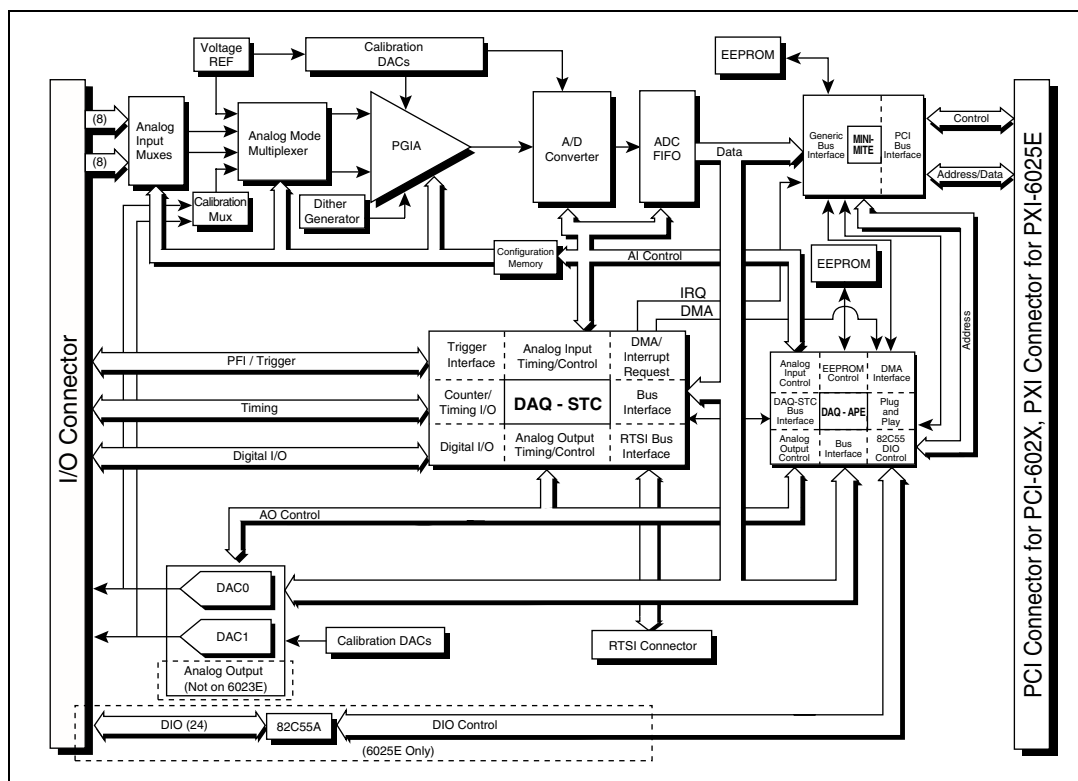 Voltage
REF
Calibration
DACs
EEPROM
(8)
(8)
Analog
Input
Muxes
Analog Mode
Multiplexer
PGIA
A/D
Converter
ADC
FIFO
Data
Generic
Bus
Interface
MINI-
MITE
PCI
Bus
Interface
Control
Address/Data
Calibration
Mux
Dither
Generator
Configuration
Memory
AI Control
EEPROM
IRQ
DMA
Address
I/O Connector
PCI Connector for PCI-602X, PXI Connector for PXI-6025E
PFI / Trigger
Timing
Digital I/O
Trigger
Interface
Analog Input
Timing/Control
DMA/
Interrupt
Request
Counter/
Timing I/O
DAQ - STC
Bus
Interface
Digital I/O
Analog Output
Timing/Control
RTSI Bus
Interface
Analog
Input
Control
EEPROM
Control
DMA
Interface
DAQ-STC
Bus
Interface
DAQ - APE
Plug
and
Play
Analog
Output
Control
Bus
Interface
82C55
DIO
Control
AO Control
DAC0
DAC1
Calibration DACs
RTSI Connector
Analog Output
(Not on 6023E)
DIO (24)
82C55A
DIO Control
(6025E Only)